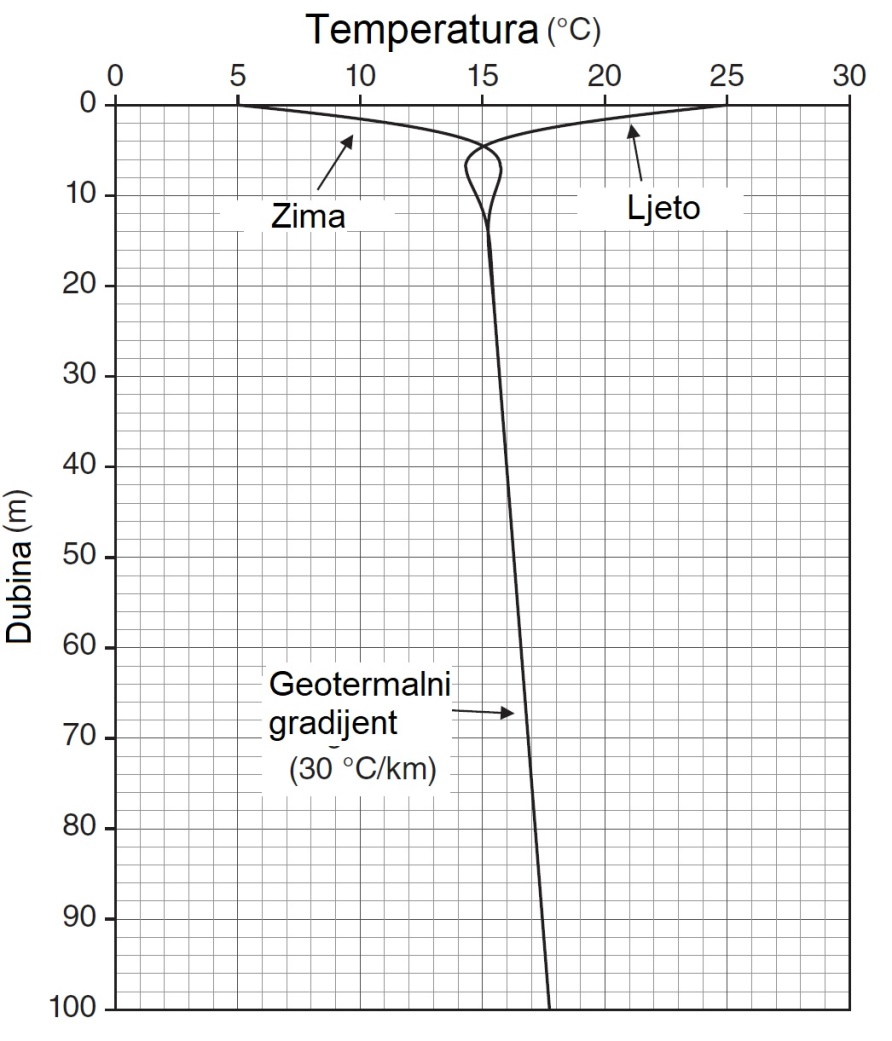 Temperatura (°C)
0 5 10 15 20 25 30
0
10
20
30
40
50
60
70
80
90
100
Dubina (m)
Zima
Ljeto
Geotermalni
gradijent
(30 °C/km)